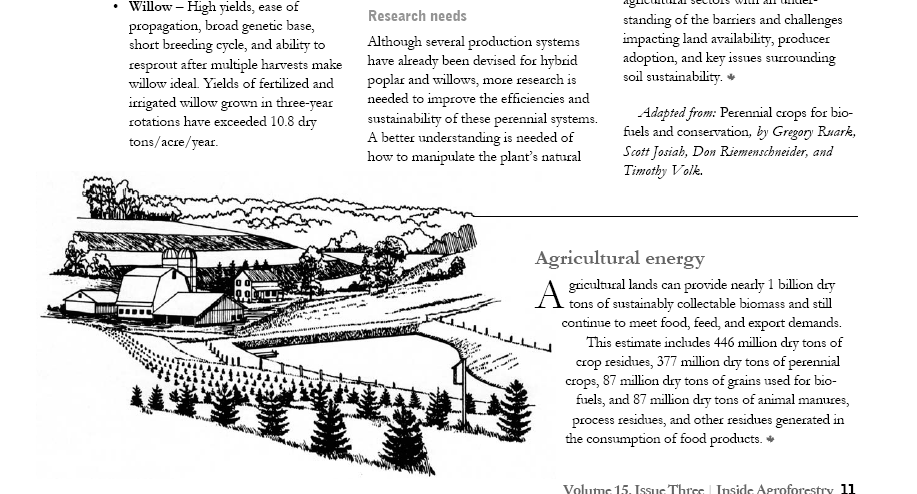 • Willow – High yields, ease of
propagation, broad genetic base,
short breeding cycle, and ability to
resprout after multiple harvests make
willow ideal. Yields of fertilized and
irrigated willow grown in three-year
rotations have exceeded 10.8 dry
tons/acre/year.
Research needs
Although several production systems
have already been devised for hybrid
poplar and willows, more research is
needed to improve the efficiencies and
sustainability of these perennial systems.
A better understanding is needed of
how to manipulate the plant's natural
agricultural sectors with an under-
standing of the barriers and challenges
impacting land availability, producer
adoption, and key issues surrounding
soil sustainability.
Adapted from: Perennial crops for bio-
fuels and conservation, by Gregory Ruark,
Scott Josiah, Don Riemenschneider, and
Timothy Volk.
Agricultural energy
Agricultural lands can provide nearly 1 billion dry
tons of sustainably collectable biomass and still
continue to meet food, feed, and export demands.
This estimate includes 446 million dry tons of
crop residues, 377 million dry tons of perennial
crops, 87 million dry tons of grains used for bio-
fuels, and 87 million dry tons of animal manures,
process residues, and other residues generated in
the consumption of food products.
Volume 15, Issue Three | Inside Agroforestry 11